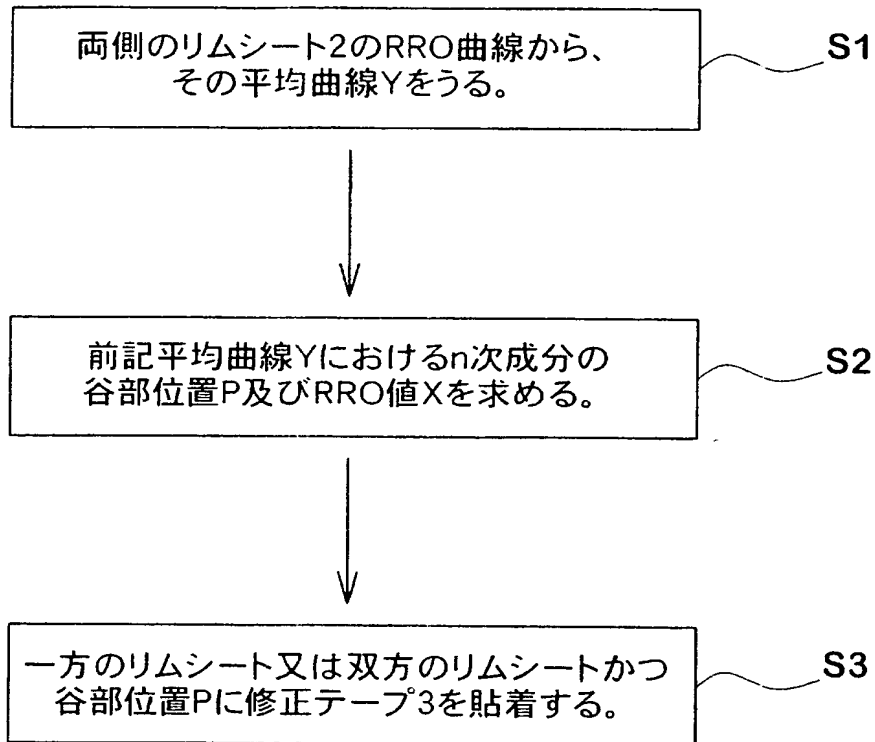 両側のリムシート2のRRO曲線から、
その平均曲線Yをうる。
S1
前記平均曲線Yにおけるn次成分の
谷部位置P及びRRO値Xを求める。
S2
一方のリムシート又は双方のリムシートかつ
谷部位置Pに修正テープ3を貼着する。
S3